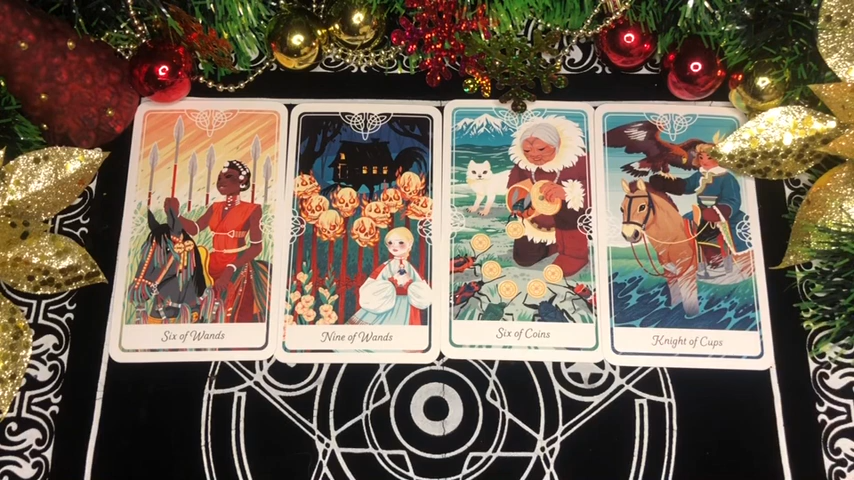 Six of Wands
Nine of Wands
Six of Coins
Knight of Cups